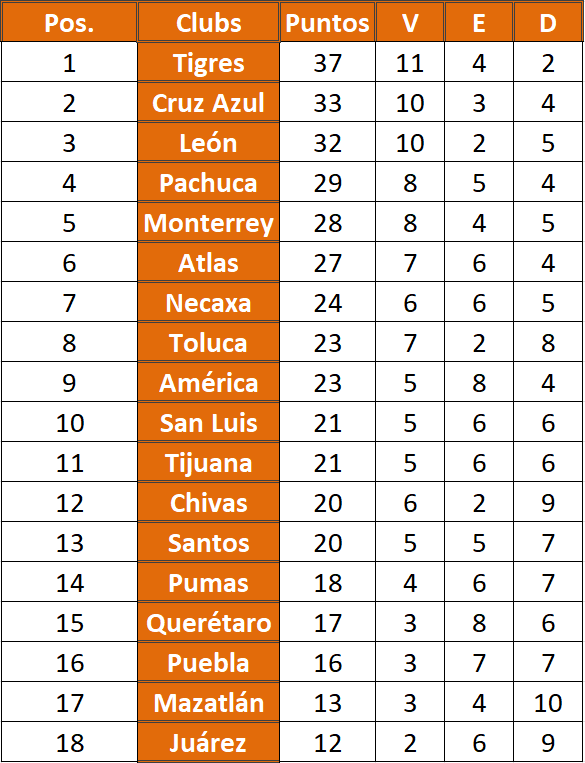 Pos. Clubs Puntos V E D
1 Tigres 37 11 4 2
2 Cruz Azul 33 10 3 4
3 León 32 10 2 5
4 Pachuca 29 8 5 4
5 Monterrey 28 8 4 5
6 Atlas 27 7 6 4
7 Necaxa 24 6 6 5
8 Toluca 23 7 2 8
9 América 23 5 8 4
10 San Luis 21 5 6 6
11 Tijuana 21 5 6 6
12 Chivas 20 6 2 9
13 Santos 20 5 5 7
14 Pumas 18 4 6 7
15 Querétaro 17 3 8 6
16 Puebla 16 3 7 7
17 Mazatlán 13 3 4 10
18 Juárez 12 2 6 9